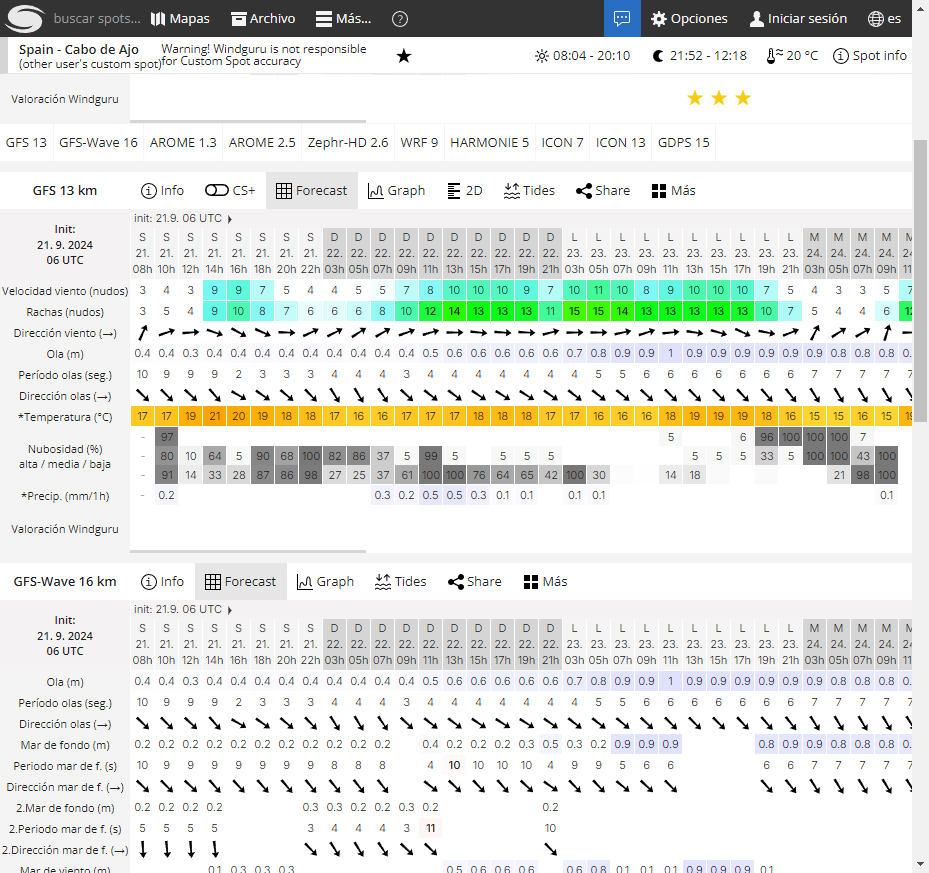 buscar spots... Mapas Archivo Más... ? Opciones Iniciar sesión es
Spain - Cabo de Ajo
(other user's custom spot)
Warning! Windguru is not responsible
for Custom Spot accuracy
08:04 - 20:10 21:52 - 12:18 20 °C Spot info
Valoración Windguru
GFS 13 GFS-Wave 16 AROME 1.3 AROME 2.5 Zephr-HD 2.6 WRF 9 HARMONIE 5 ICON 7 ICON 13 GDPS 15
GFS 13 km Info CS+ Forecast Graph 2D Tides Share Más
init: 21.9. 06 UTC
Init:
21. 9. 2024
06 UTC
S S S S S S S S D D D D D D D D D D L L L L L L L L L L M M M M M
21. 21. 21. 21. 21. 21. 21. 21. 22. 22. 22. 22. 22. 22. 22. 22. 22. 22. 23. 23. 23. 23. 23. 23. 23. 23. 23. 23. 24. 24. 24. 24. 24.
08h 10h 12h 14h 16h 18h 20h 22h 03h 05h 07h 09h 11h 13h 15h 17h 19h 21h 03h 05h 07h 09h 11h 13h 15h 17h 19h 21h 03h 05h 07h 09h 11
Velocidad viento (nudos) 3 4 3 9 9 7 5 4 4 5 5 7 8 10 10 10 9 7 10 11 10 8 9 10 10 10 7 5 4 3 3 5 7
Rachas (nudos) 3 5 4 9 10 8 7 6 6 6 8 10 12 14 13 13 13 11 15 15 14 13 13 13 13 13 10 7 5 4 4 6 12
Dirección viento (→)
Ola (m) 0.4 0.4 0.3 0.4 0.4 0.4 0.4 0.4 0.4 0.4 0.4 0.4 0.5 0.6 0.6 0.6 0.6 0.6 0.7 0.8 0.9 0.9 1 0.9 0.9 0.9 0.9 0.9 0.9 0.8 0.8 0.8 0.
Período olas (seg.) 10 9 9 9 2 3 3 3 4 4 4 3 4 4 4 4 4 4 4 5 5 6 6 6 6 6 6 6 7 7 7 7 7
Dirección olas (→)
*Temperatura (°C) 17 17 19 21 20 19 18 18 17 16 16 17 17 17 18 18 18 17 17 16 16 16 18 19 19 19 18 16 15 15 16 15 19
Nubosidad (%)
alta / media / baja
- 97 5 6 96 100 100 100 7
- 80 10 64 5 90 68 100 82 86 37 5 99 5 5 5 5 5 5 5 33 5 100 100 43 100
- 91 14 33 28 87 86 98 27 25 37 61 100 100 76 64 65 42 100 30 14 18 21 98 100
*Precip. (mm/1h) - 0.2 0.3 0.2 0.5 0.5 0.3 0.1 0.1 0.1 0.1 0.1
Valoración Windguru
GFS-Wave 16 km Info Forecast Graph Tides Share Más
init: 21.9. 06 UTC
Init:
21. 9. 2024
06 UTC
S S S S S S S S D D D D D D D D D D L L L L L L L L L L M M M M M
21. 21. 21. 21. 21. 21. 21. 21. 22. 22. 22. 22. 22. 22. 22. 22. 22. 22. 23. 23. 23. 23. 23. 23. 23. 23. 23. 23. 24. 24. 24. 24. 24.
08h 10h 12h 14h 16h 18h 20h 22h 03h 05h 07h 09h 11h 13h 15h 17h 19h 21h 03h 05h 07h 09h 11h 13h 15h 17h 19h 21h 03h 05h 07h 09h 11
Ola (m) 0.4 0.4 0.3 0.4 0.4 0.4 0.4 0.4 0.4 0.4 0.4 0.4 0.5 0.6 0.6 0.6 0.6 0.6 0.7 0.8 0.9 0.9 1 0.9 0.9 0.9 0.9 0.9 0.9 0.8 0.8 0.8 0.
Período olas (seg.) 10 9 9 9 2 3 3 3 4 4 4 3 4 4 4 4 4 4 4 5 5 6 6 6 6 6 6 6 7 7 7 7 7
Dirección olas (→)
Mar de fondo (m) 0.2 0.2 0.2 0.2 0.2 0.2 0.2 0.2 0.2 0.2 0.2 0.4 0.2 0.2 0.2 0.3 0.5 0.3 0.2 0.9 0.9 0.9 0.8 0.9 0.9 0.8 0.8 0.8 0.
Periodo mar de f. (s) 10 9 9 9 9 9 9 9 8 8 8 4 10 10 10 10 4 9 9 5 6 6 6 6 7 7 7 7 7
Dirección mar de f. (→)
2.Mar de fondo (m) 0.2 0.2 0.2 0.2 0.3 0.3 0.2 0.2 0.3 0.2 0.2
2.Periodo mar de f. (s) 5 5 5 5 3 4 4 4 3 11 10
2.Dirección mar de f. (→)
Mar de viento (m) 0.1 0.3 0.3 0.3 0.5 0.6 0.6 0.6 0.6 0.8 0.1 0.1 0.1 0.9 0.9 0.9 0.1